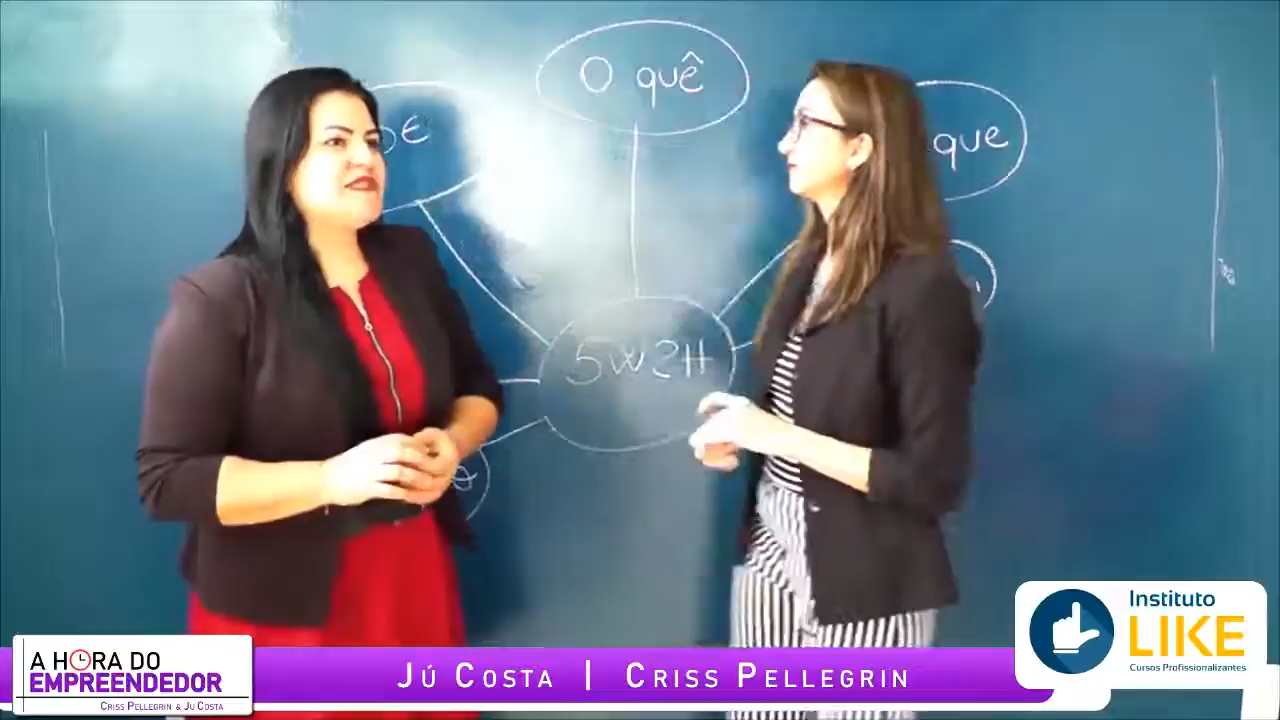 O quê
que
5W2H
Jú Costa | Criss Pellegrin
A HORA DO
EMPREENDEDOR
Criss Pellegrin & Ju Costa
Instituto
LIKE
Cursos Profissionalizantes